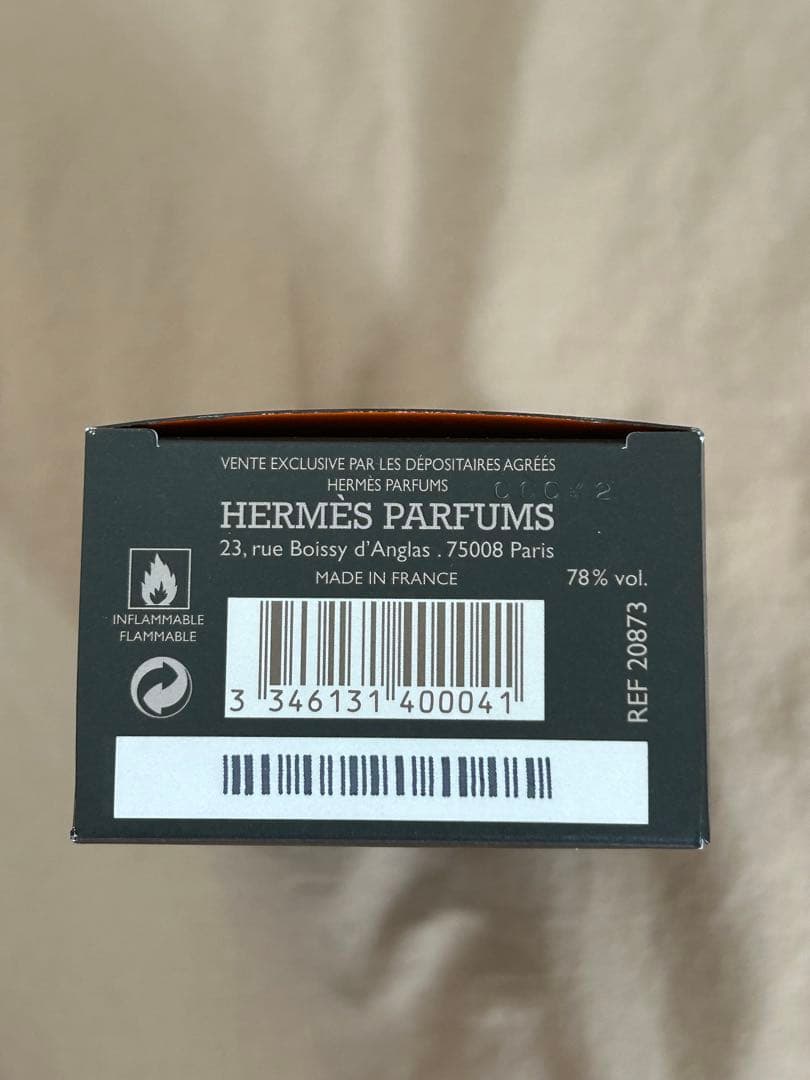 VENTE EXCLUSIVE PAR LES DÉPOSITAIRES AGRÉÉS
HERMÈS PARFUMS
HERMÈS PARFUMS
23, rue Boissy d'Anglas . 75008 Paris
MADE IN FRANCE
78% vol.
INFLAMMABLE
FLAMMABLE
3 346131 400041
REF 20873